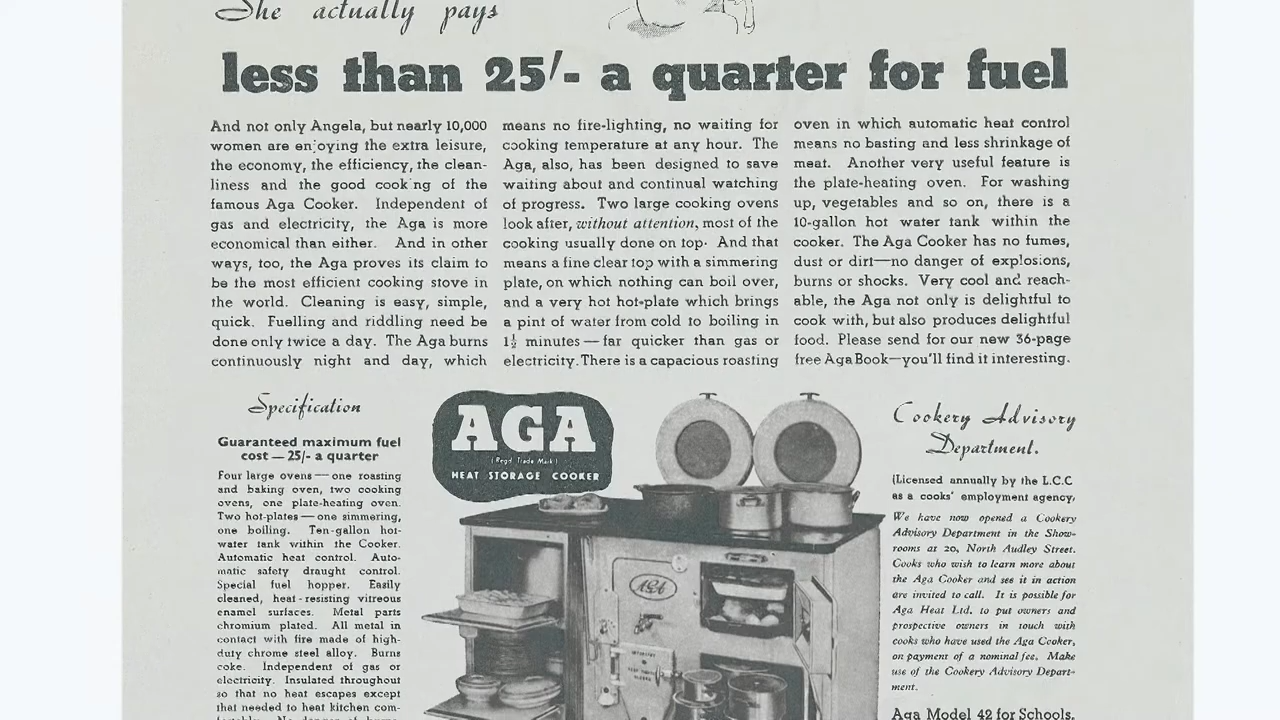 She actually pays
less than 25/- a quarter for fuel
And not only Angela, but nearly 10,000
women are enjoying the extra leisure,
the economy, the efficiency, the clean-
liness and the good cooking of the
famous Aga Cooker. Independent of
gas and electricity, the Aga is more
economical than either. And in other
ways, too, the Aga proves its claim to
be the most efficient cooking stove in
the world. Cleaning is easy, simple,
quick. Fuelling and riddling need be
done only twice a day. The Aga burns
continuously night and day, which
means no fire-lighting, no waiting for
cooking temperature at any hour. The
Aga, also, has been designed to save
waiting about and continual watching
of progress. Two large cooking ovens
look after, without attention, most of the
cooking usually done on top. And that
means a fine clear top with a simmering
plate, on which nothing can boil over,
and a very hot hot-plate which brings
a pint of water from cold to boiling in
1½ minutes — far quicker than gas or
electricity. There is a capacious roasting
oven in which automatic heat control
means no basting and less shrinkage of
meat. Another very useful feature is
the plate-heating oven. For washing
up, vegetables and so on, there is a
10-gallon hot water tank within the
cooker. The Aga Cooker has no fumes,
dust or dirt—no danger of explosions,
burns or shocks. Very cool and reach-
able, the Aga not only is delightful to
cook with, but also produces delightful
food. Please send for our new 36-page
free Aga Book—you'll find it interesting.
Specification
Guaranteed maximum fuel
cost — 25/- a quarter
Four large ovens — one roasting
and baking oven, two cooking
ovens, one plate-heating oven.
Two hot-plates — one simmering,
one boiling. Ten-gallon hot-
water tank within the Cooker.
Automatic heat control. Auto-
matic safety draught control.
Special fuel hopper. Easily
cleaned, heat-resisting vitreous
enamel surfaces. Metal parts
chromium plated. All metal in
contact with fire made of high-
duty chrome steel alloy. Burns
coke. Independent of gas or
electricity. Insulated throughout
so that no heat escapes except
that needed to heat kitchen com-
AGA
(Regd. Trade Mark)
HEAT STORAGE COOKER
AGA
Cookery Advisory
Department.
(Licensed annually by the L.C.C
as a cooks' employment agency.
We have now opened a Cookery
Advisory Department in the Show-
rooms at 20, North Audley Street.
Cooks who wish to learn more about
the Aga Cooker and see it in action
are invited to call. It is possible for
Aga Heat Ltd. to put owners and
prospective owners in touch with
cooks who have used the Aga Cooker,
on payment of a nominal fee. Make
use of the Cookery Advisory Depart-
ment.
Aga Model 42 for Schools,